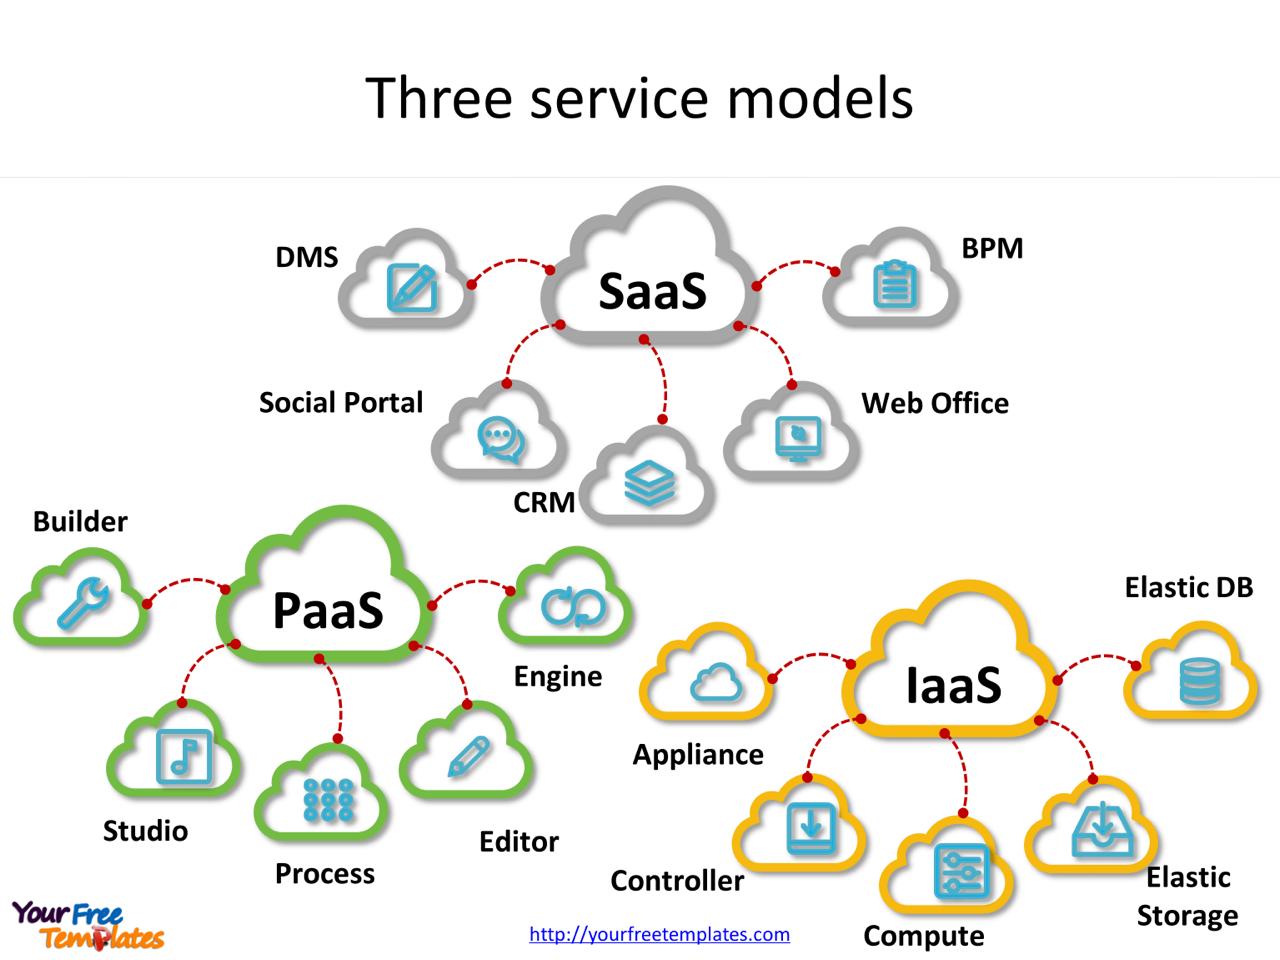 Three service models
DMS
SaaS
BPM
Social Portal
Web Office
CRM
Builder
PaaS
Engine
Studio
Process
Editor
Elastic DB
IaaS
Appliance
Controller
Compute
Elastic
Storage
Your Free
Templates
http://yourfreetemplates.com